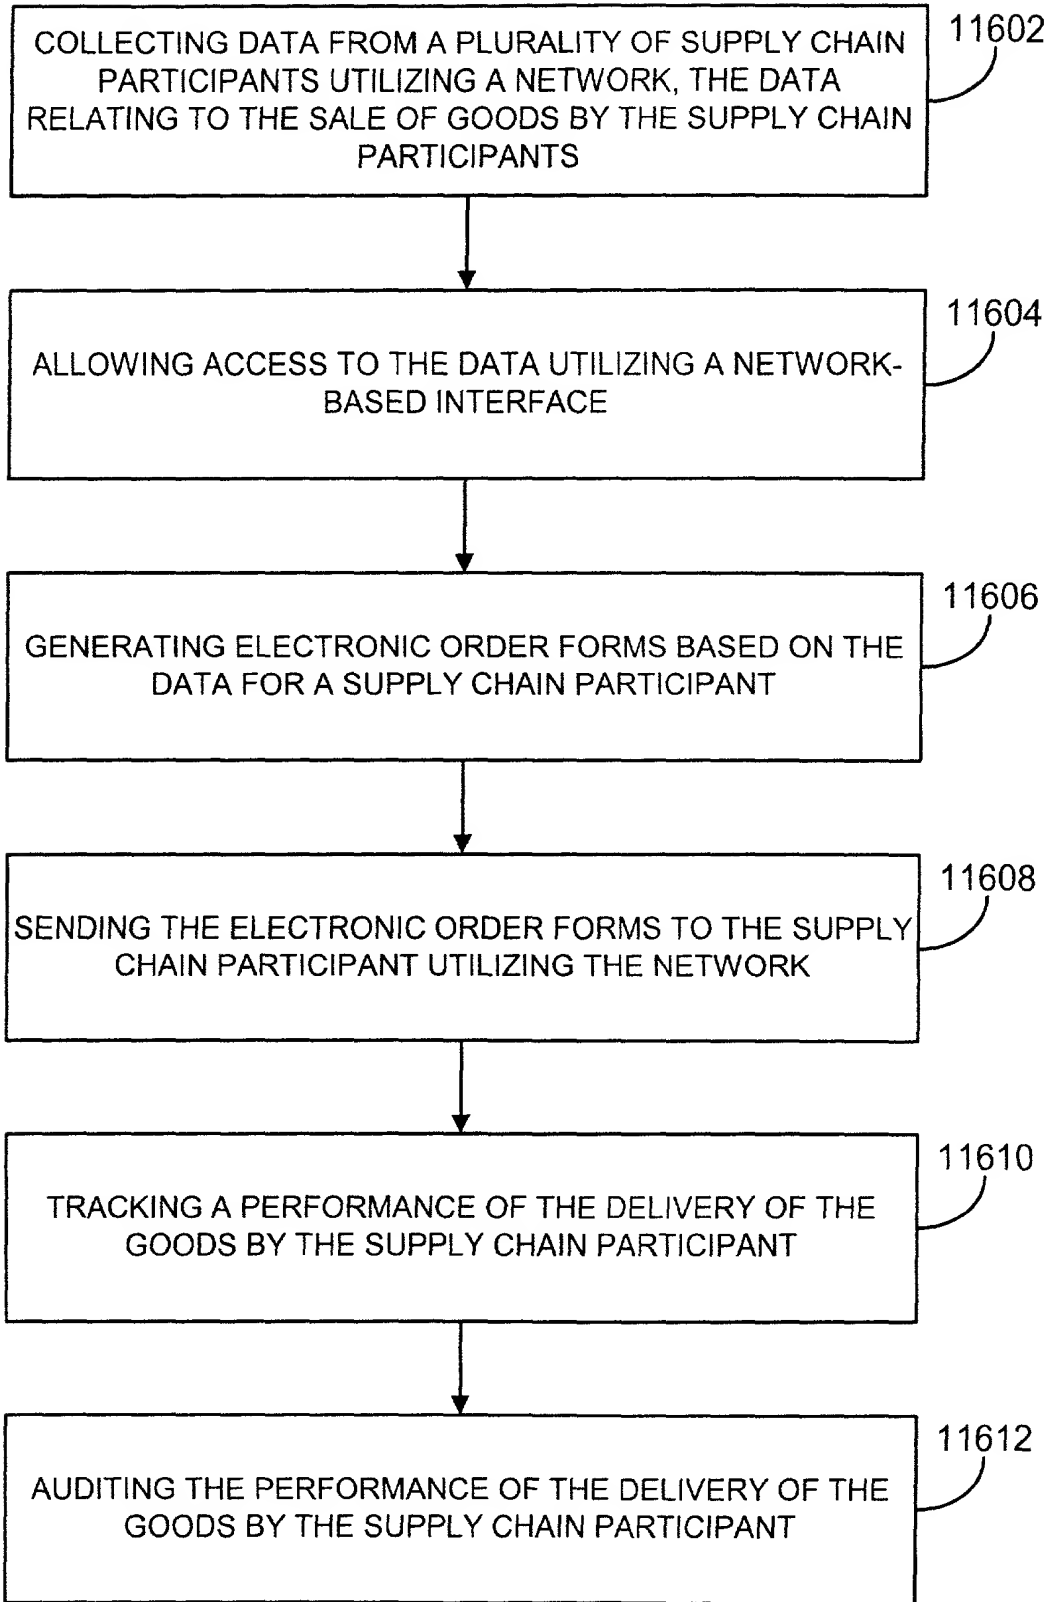 COLLECTING DATA FROM A PLURALITY OF SUPPLY CHAIN
PARTICIPANTS UTILIZING A NETWORK, THE DATA
RELATING TO THE SALE OF GOODS BY THE SUPPLY CHAIN
PARTICIPANTS
11602
ALLOWING ACCESS TO THE DATA UTILIZING A NETWORK-
BASED INTERFACE
11604
GENERATING ELECTRONIC ORDER FORMS BASED ON THE
DATA FOR A SUPPLY CHAIN PARTICIPANT
11606
SENDING THE ELECTRONIC ORDER FORMS TO THE SUPPLY
CHAIN PARTICIPANT UTILIZING THE NETWORK
11608
TRACKING A PERFORMANCE OF THE DELIVERY OF THE
GOODS BY THE SUPPLY CHAIN PARTICIPANT
11610
AUDITING THE PERFORMANCE OF THE DELIVERY OF THE
GOODS BY THE SUPPLY CHAIN PARTICIPANT
11612